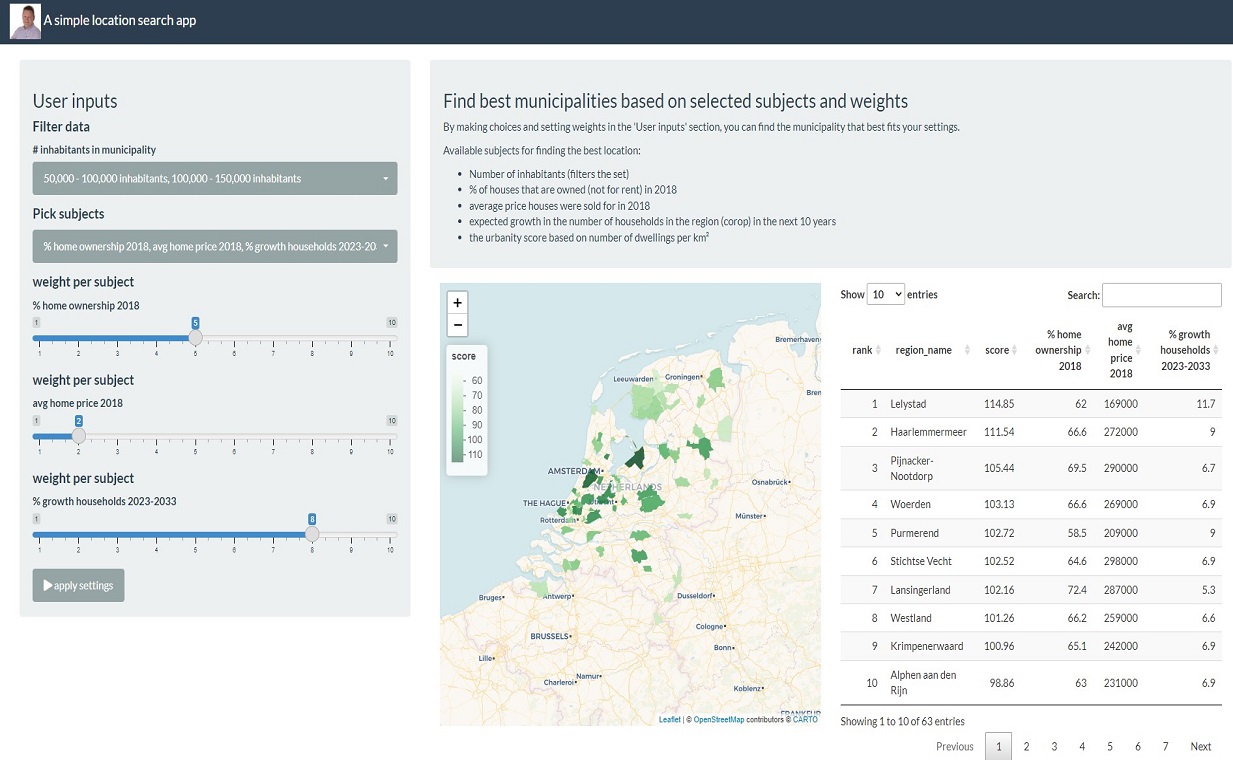 A simple location search app
User inputs
Filter data
# inhabitants in municipality
50,000 - 100,000 inhabitants, 100,000 - 150,000 inhabitants
Pick subjects
% home ownership 2018, avg home price 2018, % growth households 2023-20
weight per subject
% home ownership 2018
1 5 10
1 2 3 4 5 6 7 8 9 10
weight per subject
avg home price 2018
1 2 10
1 2 3 4 5 6 7 8 9 10
weight per subject
% growth households 2023-2033
1 8 10
1 2 3 4 5 6 7 8 9 10
apply settings
Find best municipalities based on selected subjects and weights
By making choices and setting weights in the 'User inputs' section, you can find the municipality that best fits your settings.
Available subjects for finding the best location:
• Number of inhabitants (filters the set)
• % of houses that are owned (not for rent) in 2018
• average price houses were sold for in 2018
• expected growth in the number of households in the region (corop) in the next 10 years
• the urbanity score based on number of dwellings per km²
+
−
score
60
70
80
90
100
110
Bremerhaven
Leeuwarden
Groningen
Bren
AMSTERDAM
NETHERLANDS
THE HAGUE
Rotterdam
Osnabrück
Münster
Bruges
Antwerp
Dusseldorf
BRUSSELS
Cologne
Bonn
Lille
Namur
Charleroi
Koblenz
FRANKFUR
Leaflet | © OpenStreetMap contributors © CARTO
Show 10 entries
Search:
rank region_name score % home ownership 2018 avg home price 2018 % growth households 2023-2033
1 Lelystad 114.85 62 169000 11.7
2 Haarlemmermeer 111.54 66.6 272000 9
3 Pijnacker-Nootdorp 105.44 69.5 290000 6.7
4 Woerden 103.13 66.6 269000 6.9
5 Purmerend 102.72 58.5 209000 9
6 Stichtse Vecht 102.52 64.6 298000 6.9
7 Lansingerland 102.16 72.4 287000 5.3
8 Westland 101.26 66.2 259000 6.6
9 Krimpenerwaard 100.96 65.1 242000 6.9
10 Alphen aan den Rijn 98.86 63 231000 6.9
Showing 1 to 10 of 63 entries
Previous 1 2 3 4 5 6 7 Next